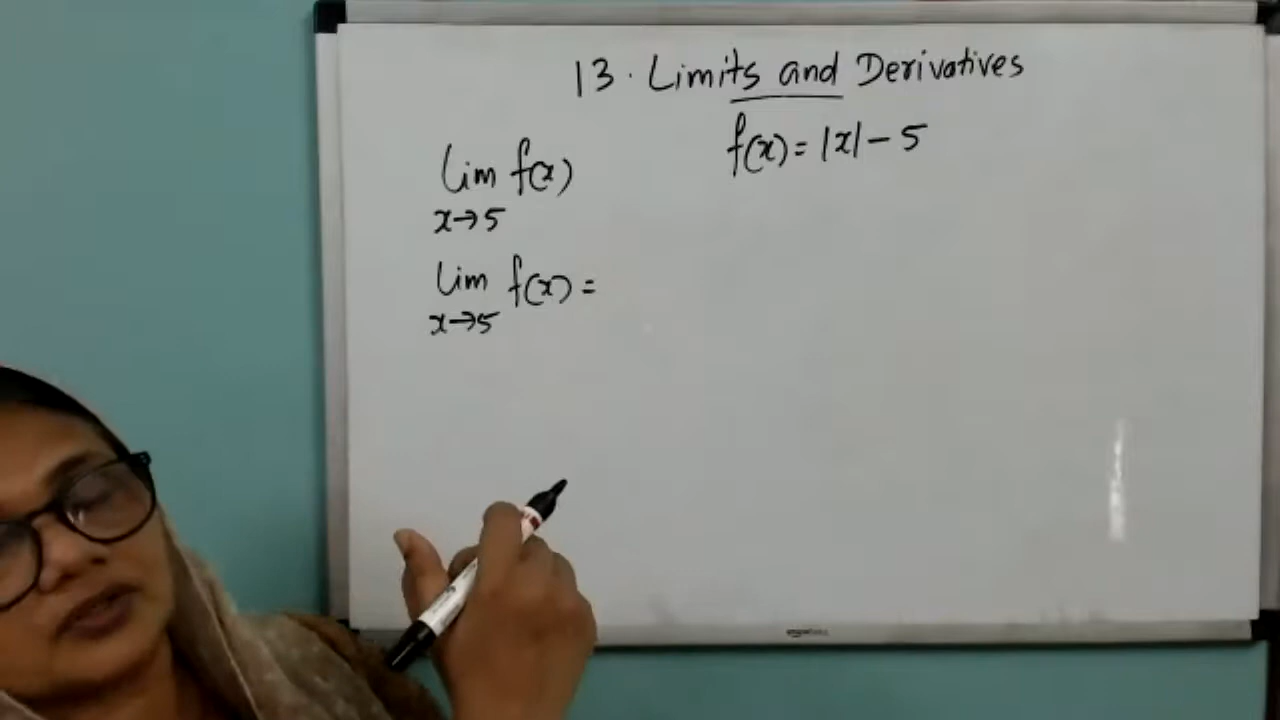 13. Limits and Derivatives
f(x) = |x| - 5
lim f(x)
x→5
lim f(x) =
x→5